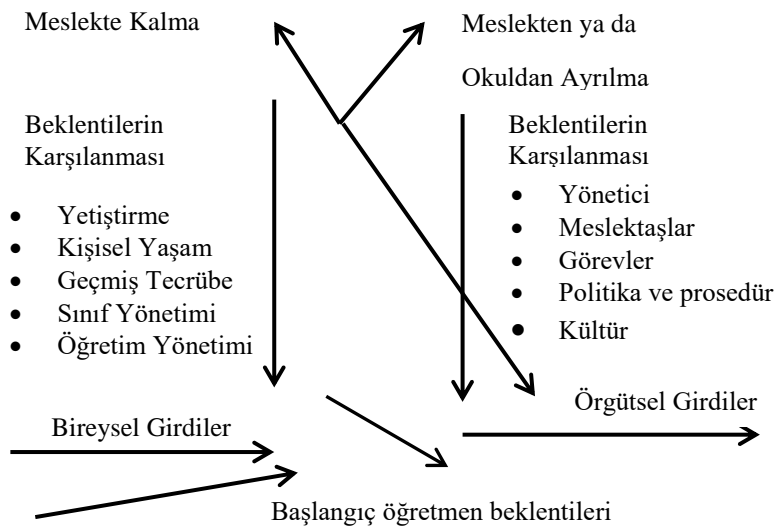 Meslekte Kalma
Meslekten ya da
Okuldan Ayrılma
Beklentilerin
Karşılanması
• Yetiştirme
• Kişisel Yaşam
• Geçmiş Tecrübe
• Sınıf Yönetimi
• Öğretim Yönetimi
Beklentilerin
Karşılanması
• Yönetici
• Meslektaşlar
• Görevler
• Politika ve prosedür
• Kültür
Bireysel Girdiler
Örgütsel Girdiler
Başlangıç öğretmen beklentileri